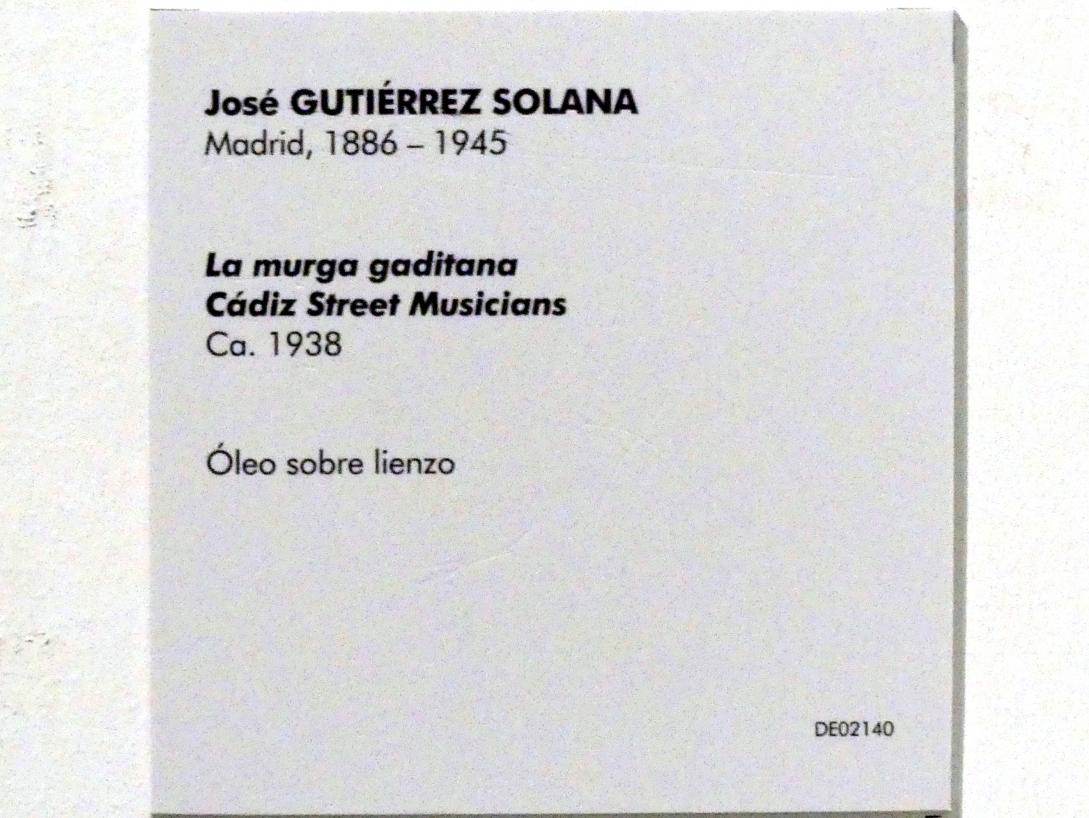 José GUTIÉRREZ SOLANA
Madrid, 1886 – 1945
La murga gaditana
Cádiz Street Musicians
Ca. 1938
Óleo sobre lienzo
DE02140